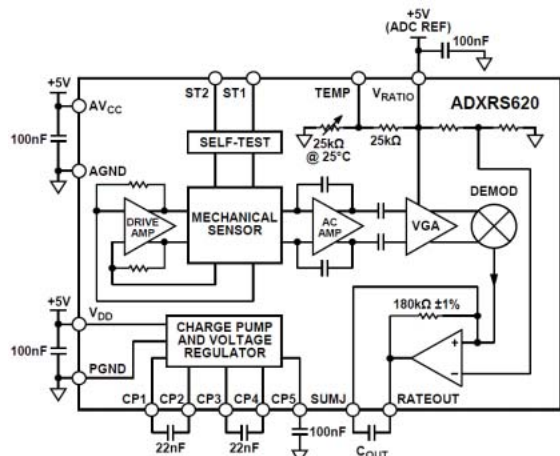 +5V
(ADC REF)
100nF
+5V
ST2 ST1 TEMP VRATIO ADXRS620
AVCC
100nF
25kΩ
@ 25°C
25kΩ
SELF-TEST
AGND
DEMOD
DRIVE
AMP
MECHANICAL
SENSOR
AC
AMP
VGA
+5V
VDD
180kΩ ±1%
CHARGE PUMP
AND VOLTAGE
REGULATOR
100nF
+
−
PGND
CP1 CP2 CP3 CP4 CP5 SUMJ RATEOUT
100nF
22nF 22nF
COUT